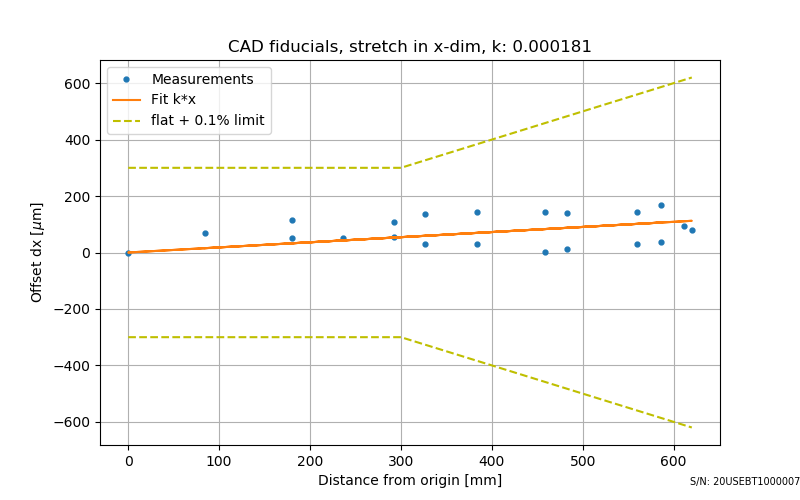 CAD fiducials, stretch in x-dim, k: 0.000181
Measurements
Fit k*x
flat + 0.1% limit
600
400
200
0
−200
−400
−600
Offset dx [μm]
0 100 200 300 400 500 600
Distance from origin [mm]
S/N: 20USEBT1000007